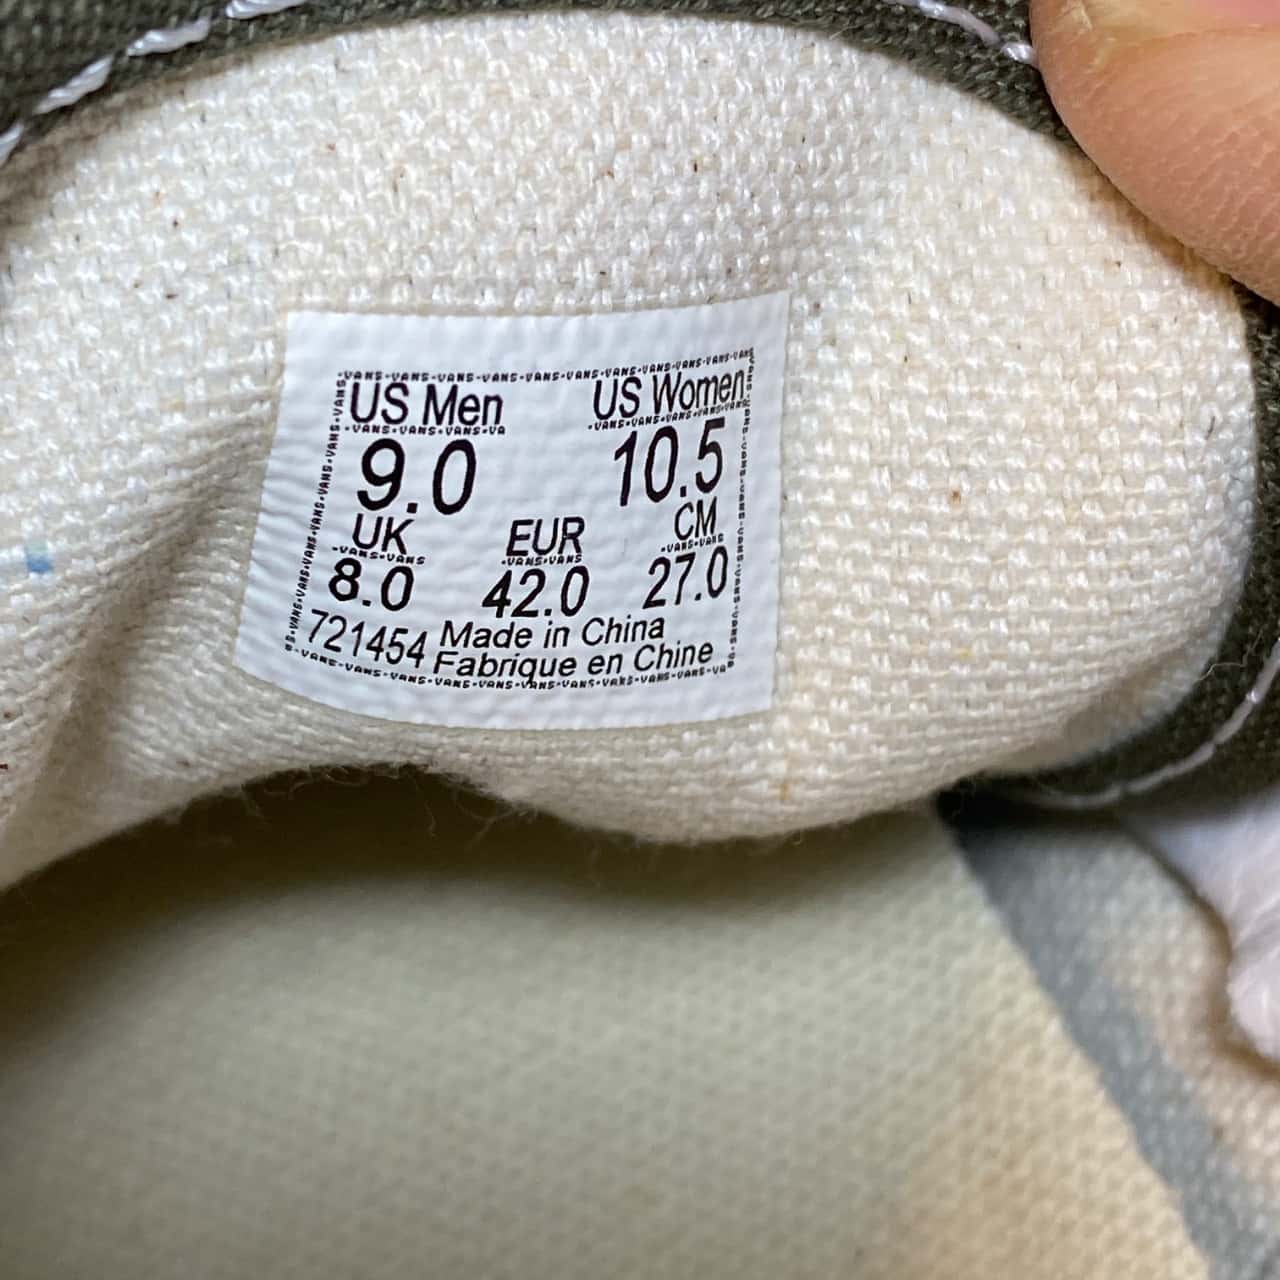 US Men US Women
9.0 10.5
UK EUR CM
8.0 42.0 27.0
721454 Made in China
Fabrique en Chine